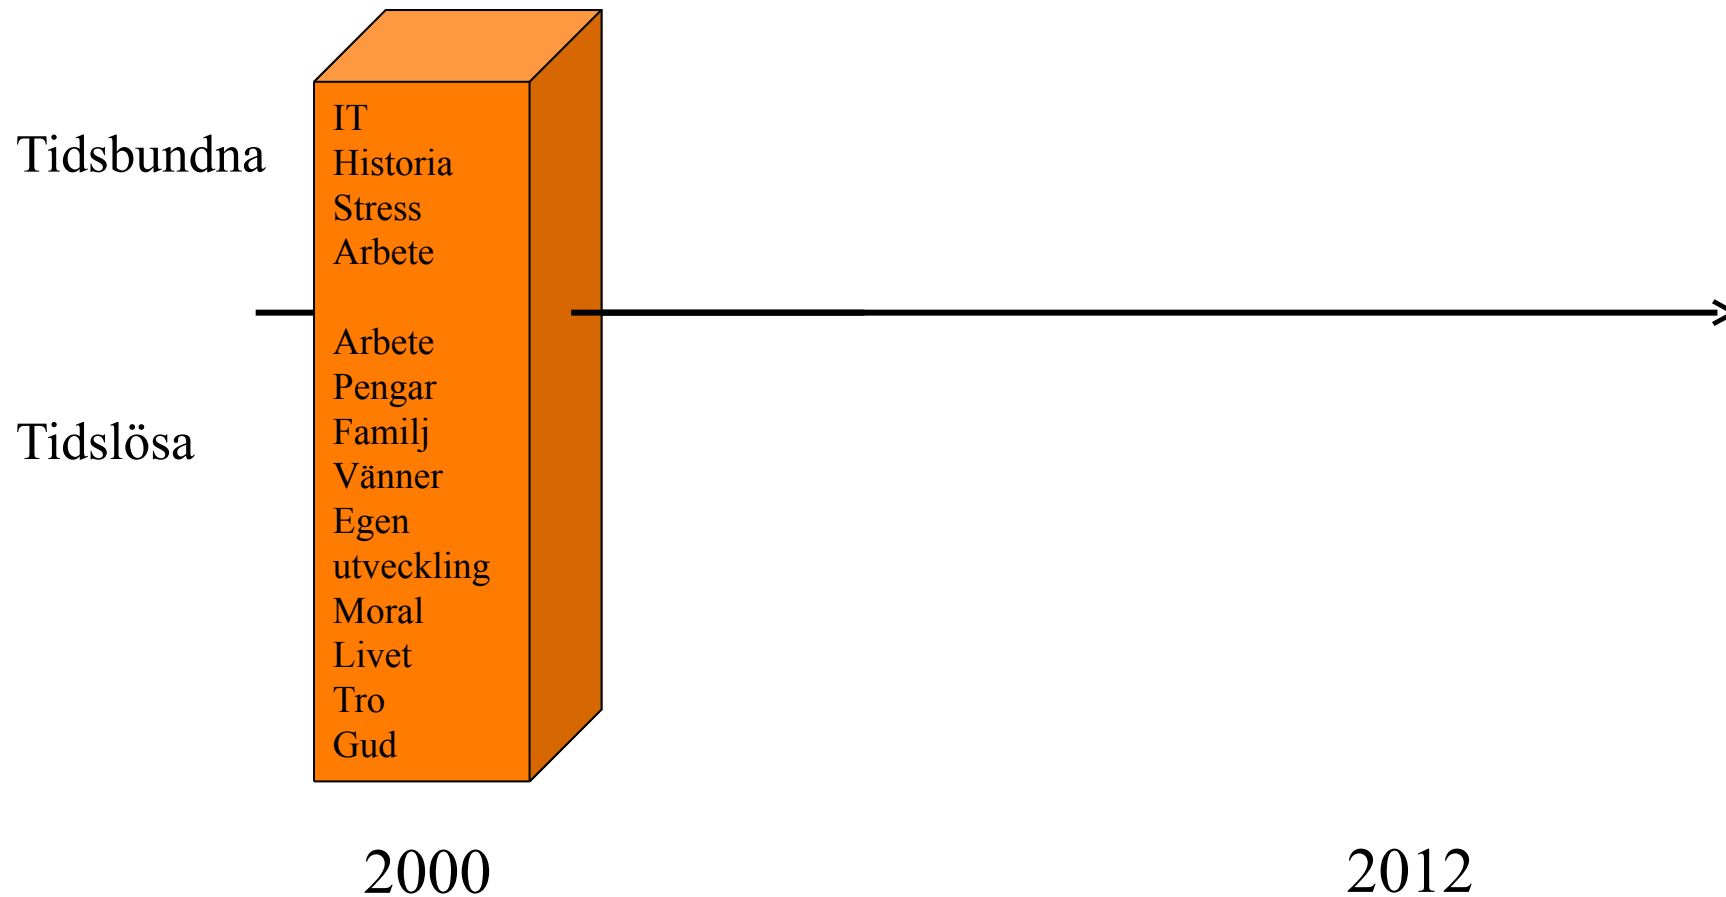 Tidsbundna
IT
Historia
Stress
Arbete
Tidslösa
Arbete
Pengar
Familj
Vänner
Egen
utveckling
Moral
Livet
Tro
Gud
2000
2012